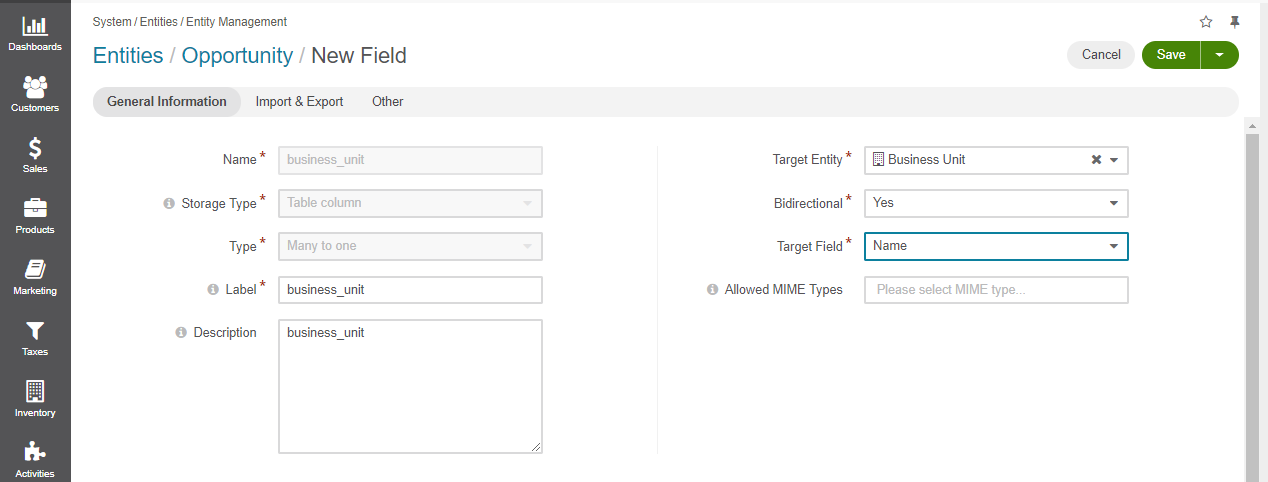 System / Entities / Entity Management
Entities / Opportunity / New Field
Cancel
Save
General Information
Import & Export
Other
Dashboards
Customers
Sales
Products
Marketing
Taxes
Inventory
Activities
Name *
business_unit
Storage Type *
Table column
Type *
Many to one
Label *
business_unit
Description
business_unit
Target Entity *
Business Unit
Bidirectional *
Yes
Target Field *
Name
Allowed MIME Types
Please select MIME type...